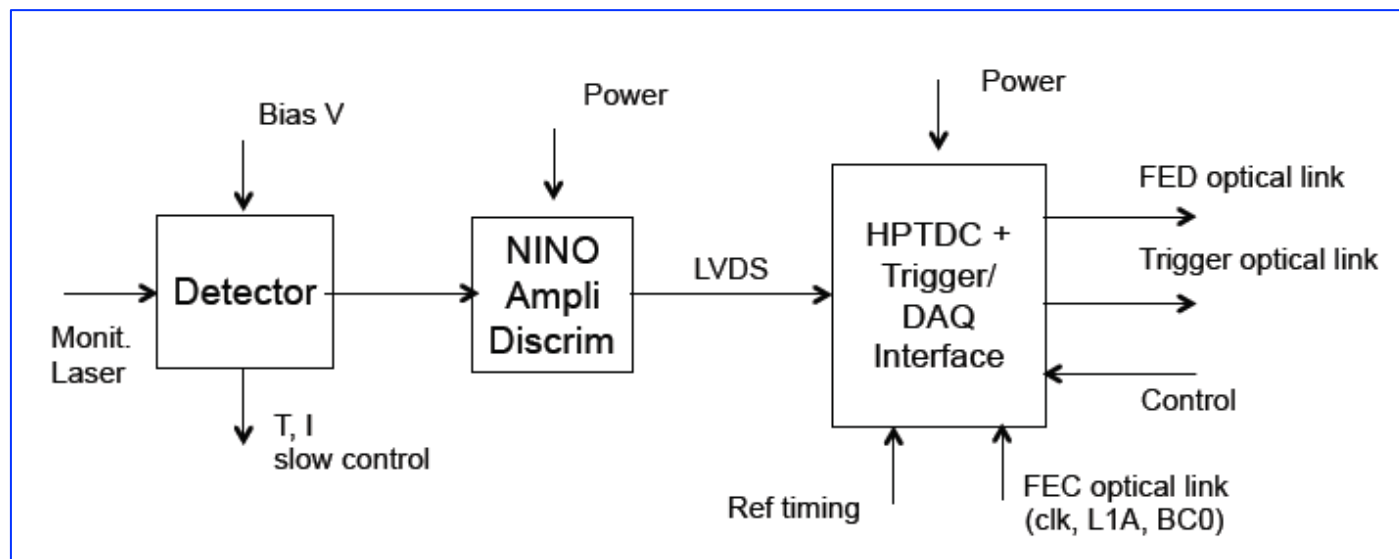 Power
Power
Bias V
FED optical link
HPTDC +
Trigger/
DAQ
Interface
NINO
Ampli
Discrim
LVDS
Trigger optical link
Detector
Monit.
Laser
Control
T, I
slow control
Ref timing
FEC optical link
(clk, L1A, BC0)